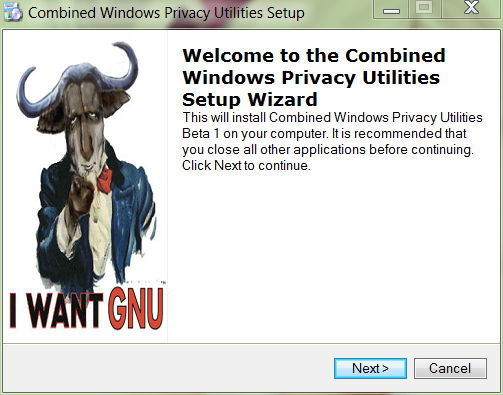 Combined Windows Privacy Utilities Setup
Welcome to the Combined
Windows Privacy Utilities
Setup Wizard
This will install Combined Windows Privacy Utilities
Beta 1 on your computer. It is recommended that
you close all other applications before continuing.
Click Next to continue.
I WANT GNU
Next >
Cancel